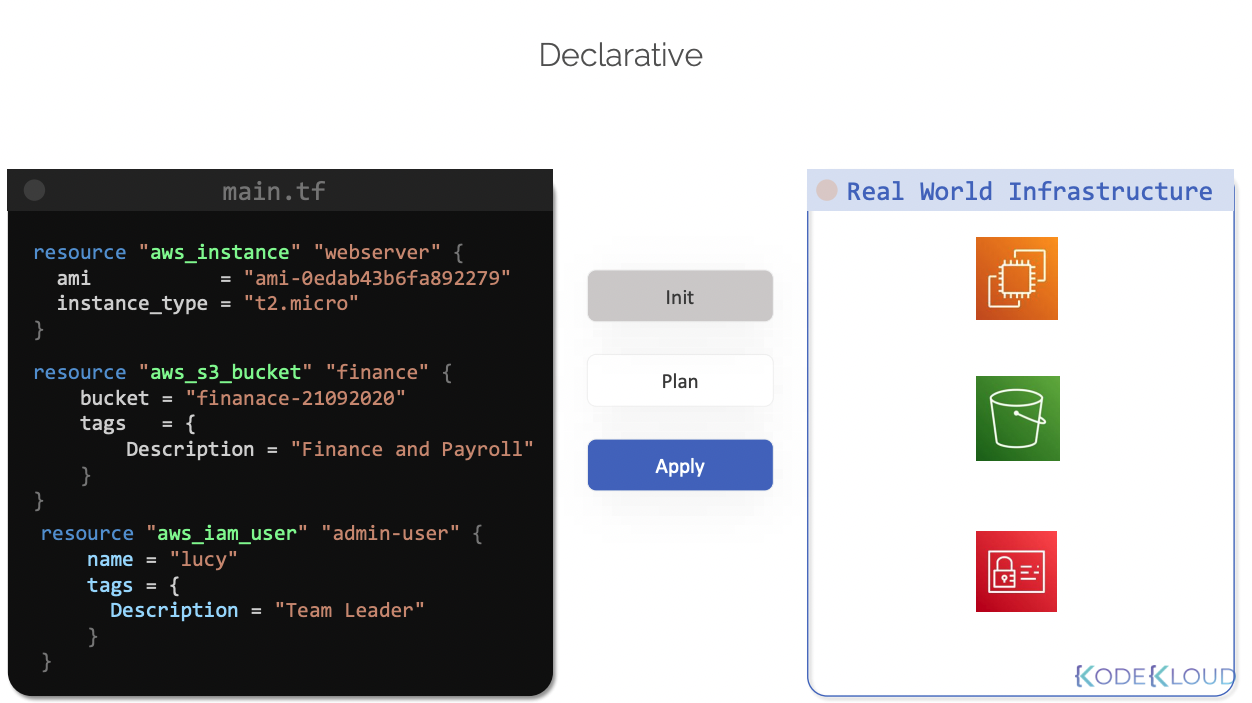 Declarative
main.tf
resource "aws_instance" "webserver" {
ami = "ami-0edab43b6fa892279"
instance_type = "t2.micro"
}
resource "aws_s3_bucket" "finance" {
bucket = "finanace-21092020"
tags = {
Description = "Finance and Payroll"
}
}
resource "aws_iam_user" "admin-user" {
name = "lucy"
tags = {
Description = "Team Leader"
}
}
Init
Plan
Apply
Real World Infrastructure
KODEKLOUD